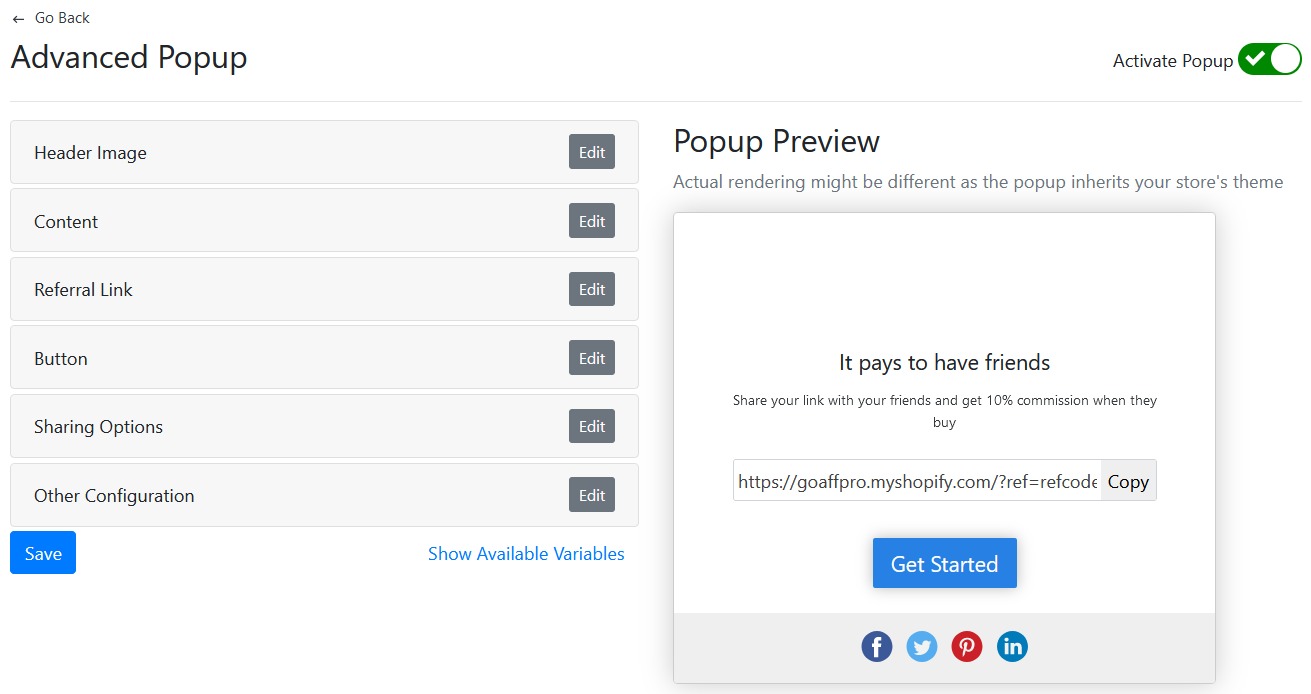 ← Go Back
Advanced Popup
Activate Popup
Header Image
Edit
Content
Edit
Referral Link
Edit
Button
Edit
Sharing Options
Edit
Other Configuration
Edit
Save
Show Available Variables
Popup Preview
Actual rendering might be different as the popup inherits your store's theme
It pays to have friends
Share your link with your friends and get 10% commission when they
buy
https://goaffpro.myshopify.com/?ref=refcode
Copy
Get Started